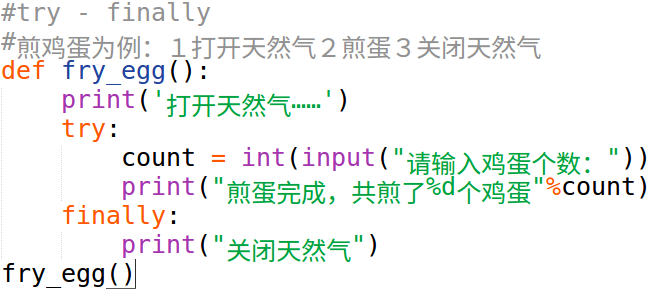 #try - finally
#煎鸡蛋为例：１打开天然气２煎蛋３关闭天然气
def fry_egg():
    print('打开天然气……')
    try:
        count = int(input("请输入鸡蛋个数："))
        print("煎蛋完成，共煎了%d个鸡蛋"%count)
    finally:
        print("关闭天然气")
fry_egg()